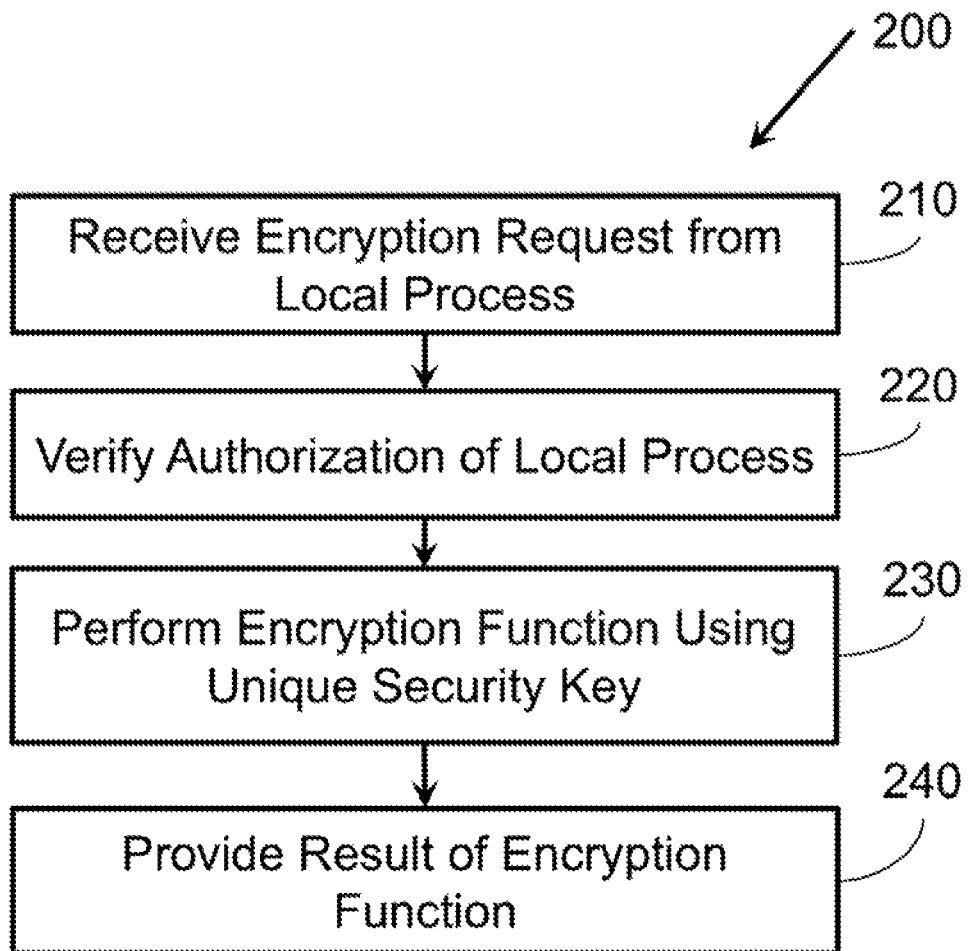 200
210
Receive Encryption Request from
Local Process
220
Verify Authorization of Local Process
230
Perform Encryption Function Using
Unique Security Key
240
Provide Result of Encryption
Function